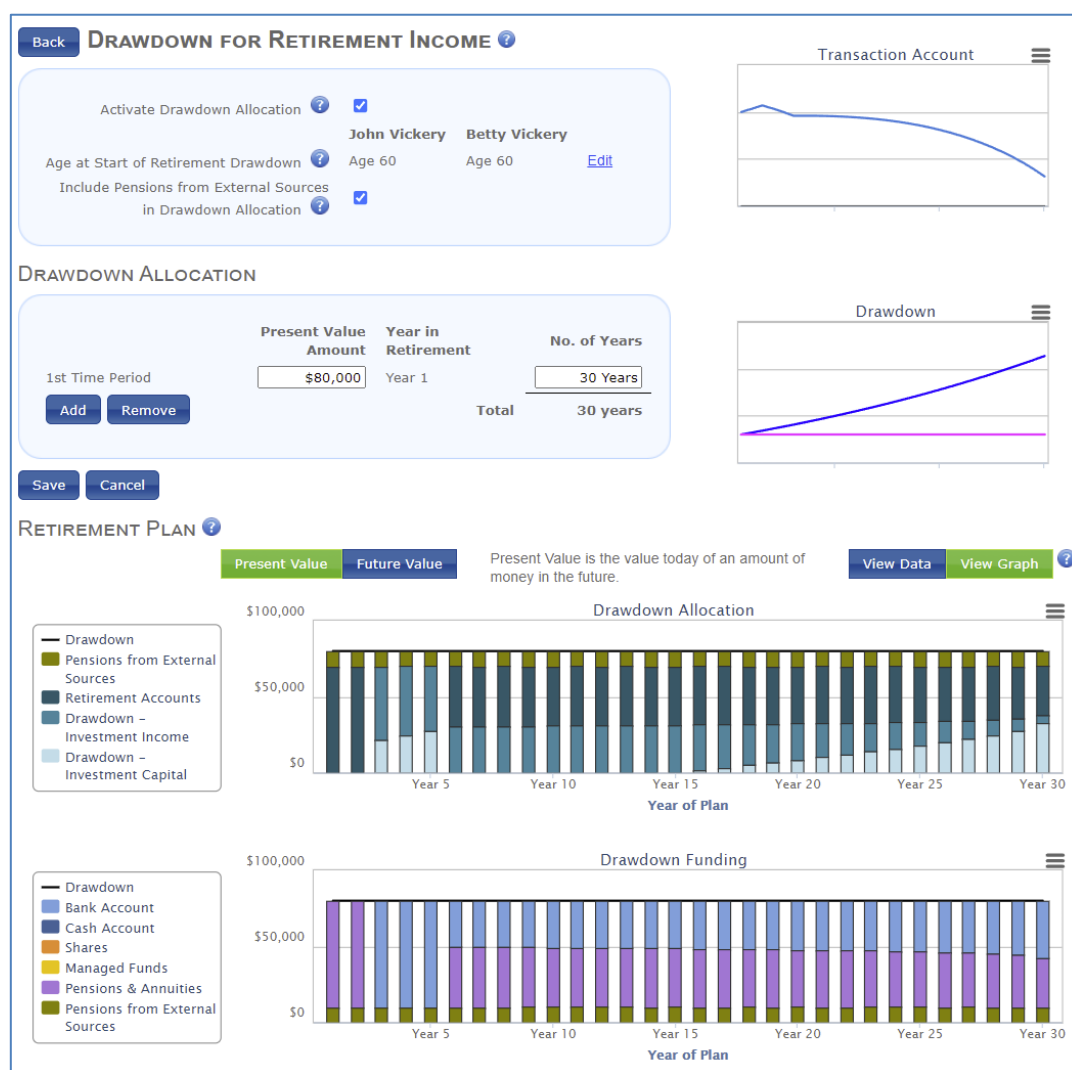 Back
DRAWDOWN FOR RETIREMENT INCOME ?
Activate Drawdown Allocation ?
John Vickery Betty Vickery
Age at Start of Retirement Drawdown ? Age 60 Age 60 Edit
Include Pensions from External Sources
in Drawdown Allocation ?
Transaction Account
DRAWDOWN ALLOCATION
Present Value
Amount
Year in
Retirement
No. of Years
1st Time Period $80,000 Year 1 30 Years
Add Remove Total 30 years
Drawdown
Save Cancel
RETIREMENT PLAN ?
Present Value Future Value
Present Value is the value today of an amount of
money in the future.
View Data View Graph ?
Drawdown Allocation
$100,000
$50,000
$0
Drawdown
Pensions from External
Sources
Retirement Accounts
Drawdown –
Investment Income
Drawdown –
Investment Capital
Year 5 Year 10 Year 15 Year 20 Year 25 Year 30
Year of Plan
Drawdown Funding
$100,000
$50,000
$0
Drawdown
Bank Account
Cash Account
Shares
Managed Funds
Pensions & Annuities
Pensions from External
Sources
Year 5 Year 10 Year 15 Year 20 Year 25 Year 30
Year of Plan